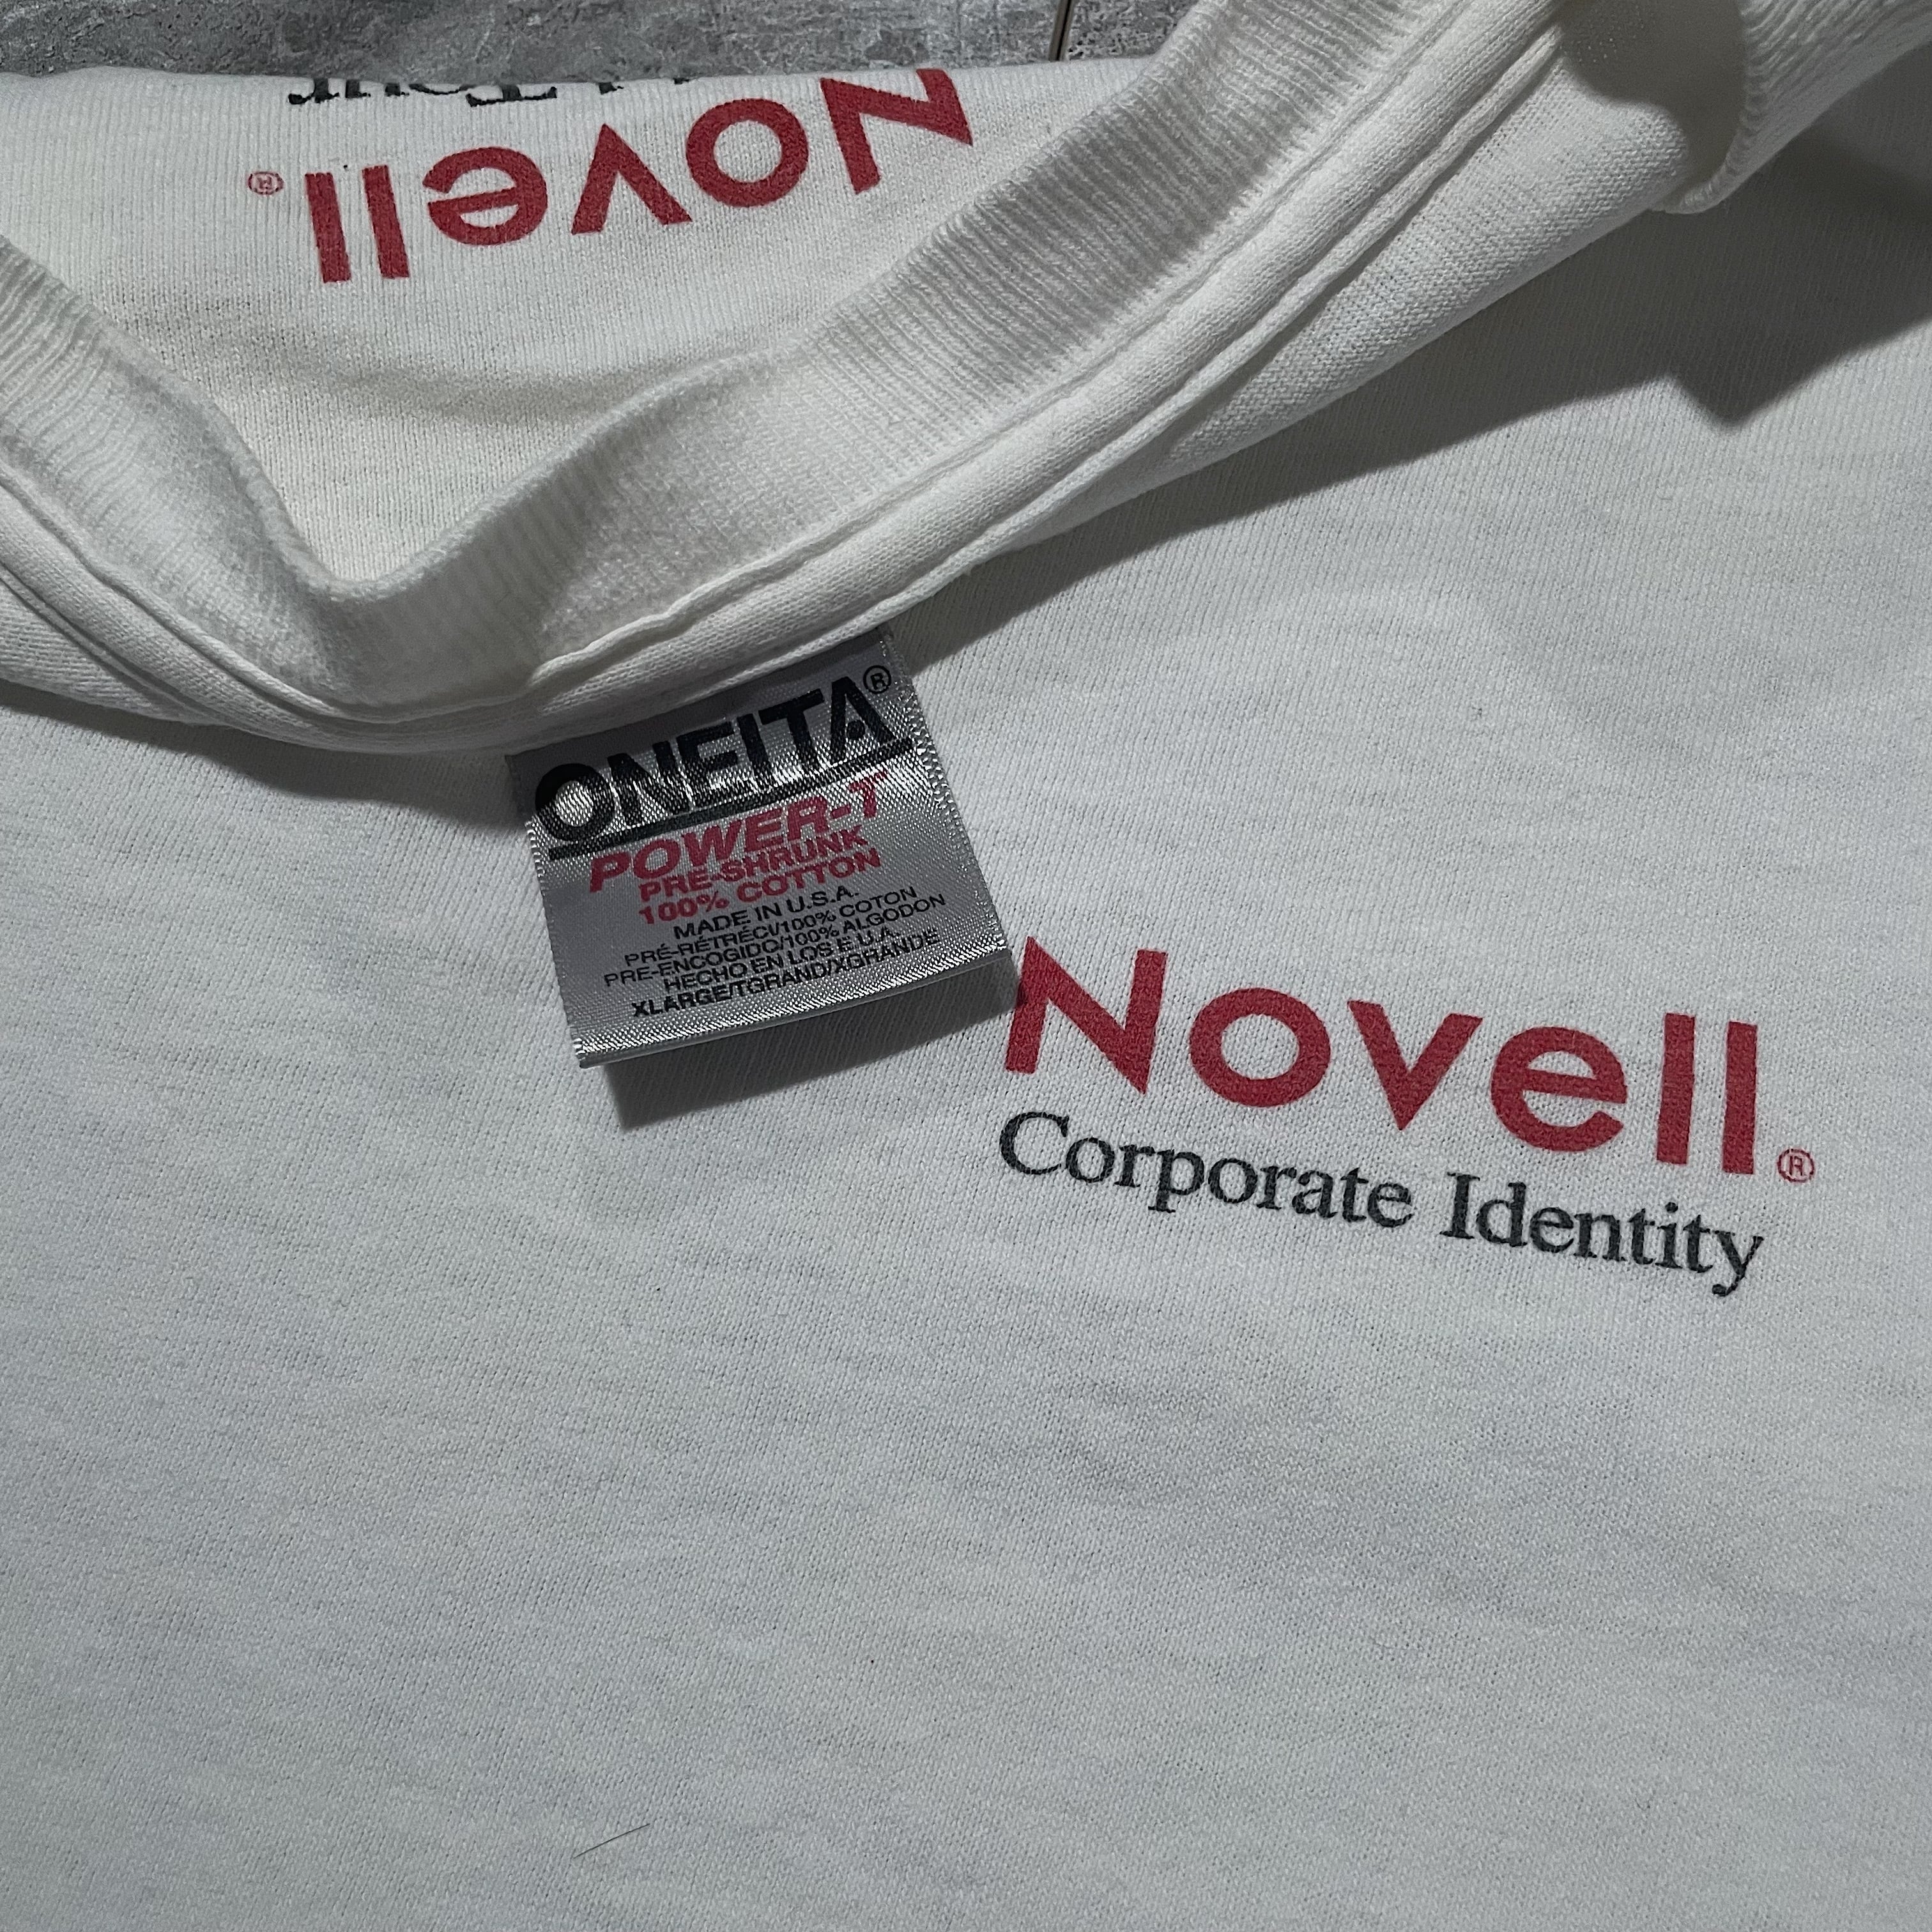 Tour
Novell®
ONEITA®
POWER-T
PRE-SHRUNK
100% COTTON
MADE IN U.S.A.
PRÉ-RÉTRÉCI/100% COTON
PRE-ENCOGIDO/100% ALGODON
HECHO EN LOS E.U.A.
XLARGE/TGRAND/XGRANDE
Novell®
Corporate Identity